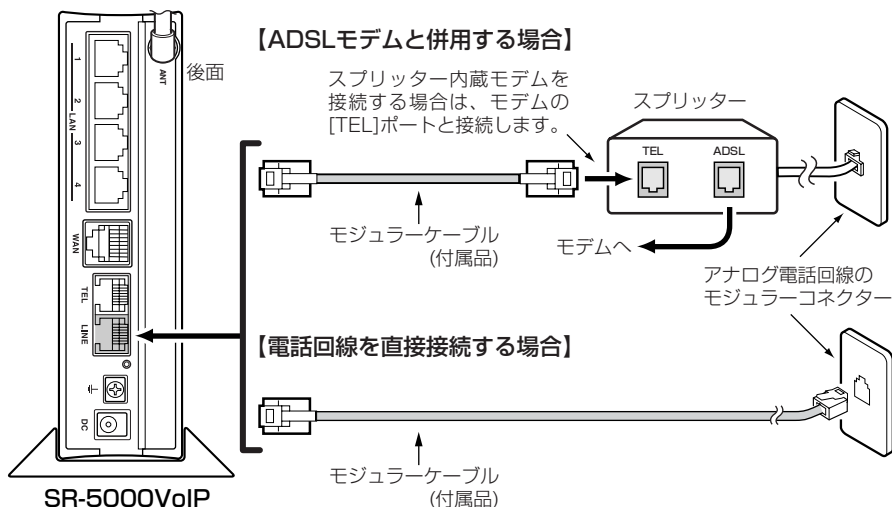 【ADSLモデムと併用する場合】
スプリッター内蔵モデムを
接続する場合は、モデムの
[TEL]ポートと接続します。
スプリッター
TEL
ADSL
モジュラーケーブル
(付属品)
モデムへ
アナログ電話回線の
モジュラーコネクター
後面
ANT
1
2
LAN
3
4
WAN
TEL
LINE
DC
【電話回線を直接接続する場合】
モジュラーケーブル
(付属品)
SR-5000VoIP